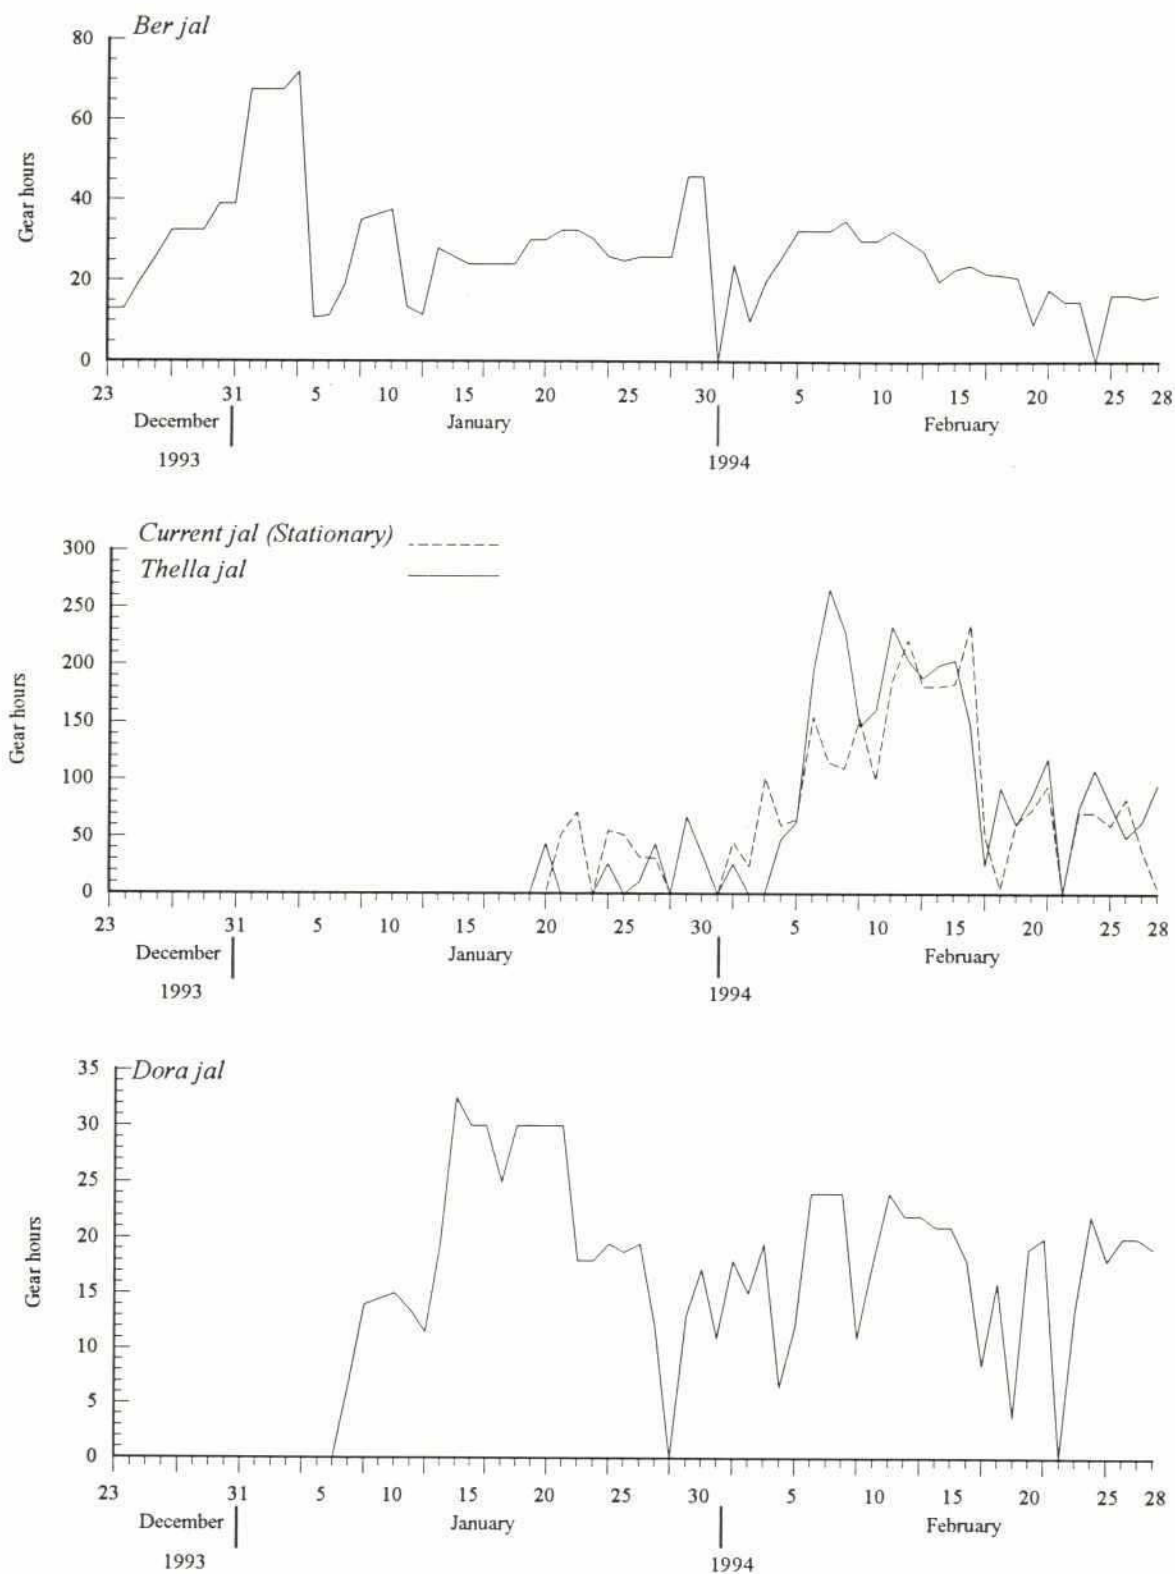 Ber jal
80
60
40
20
0
Gear hours
23 31 5 10 15 20 25 30 5 10 15 20 25 28
December January February
1993 1994
Current jal (Stationary)
Thella jal
300
250
200
150
100
50
0
Gear hours
23 31 5 10 15 20 25 30 5 10 15 20 25 28
December January February
1993 1994
Dora jal
35
30
25
20
15
10
5
0
Gear hours
23 31 5 10 15 20 25 30 5 10 15 20 25 28
December January February
1993 1994